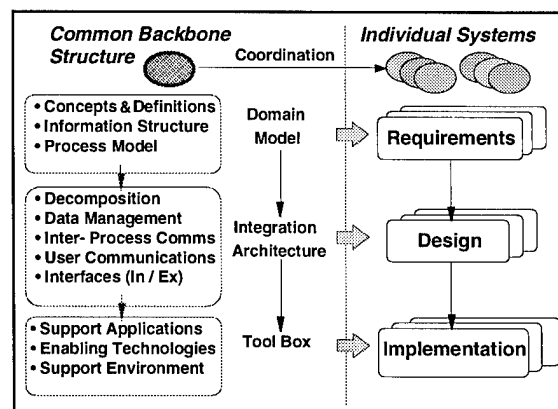 Common Backbone
Structure
Coordination
Individual Systems
• Concepts & Definitions
• Information Structure
• Process Model
Domain
Model
Requirements
• Decomposition
• Data Management
• Inter- Process Comms
• User Communications
• Interfaces (In / Ex)
Integration
Architecture
Design
• Support Applications
• Enabling Technologies
• Support Environment
Tool Box
Implementation